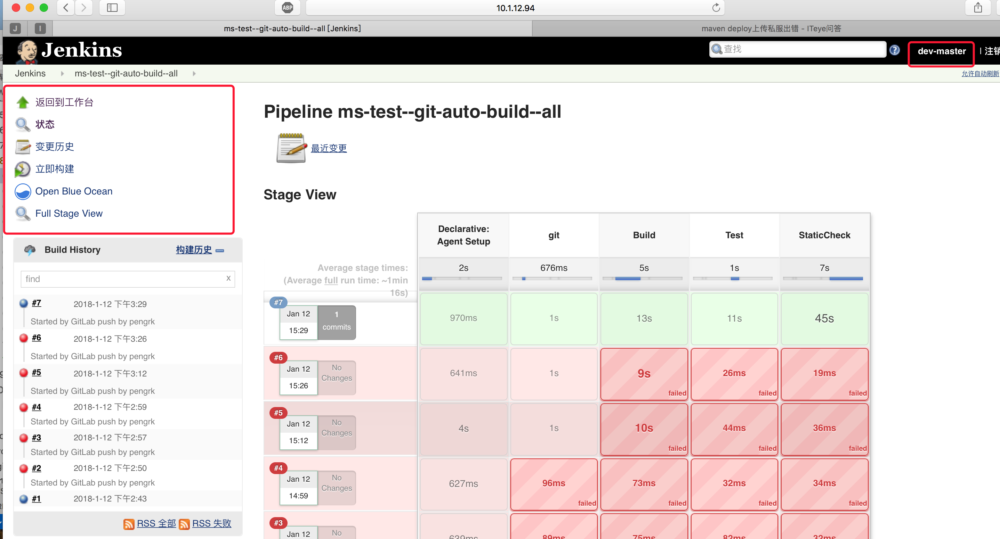 ABP
10.1.12.94
J
I
ms-test--git-auto-build--all [Jenkins]
maven deploy上传私服出错 - ITeye问答
Jenkins
查找
?
dev-master
| 注销
Jenkins
ms-test--git-auto-build--all
允许自动刷新
返回到工作台
状态
变更历史
立即构建
Open Blue Ocean
Full Stage View
Pipeline ms-test--git-auto-build--all
最近变更
Stage View
Build History
构建历史
find
x
#7
2018-1-12 下午3:29
Started by GitLab push by pengrk
#6
2018-1-12 下午3:26
Started by GitLab push by pengrk
#5
2018-1-12 下午3:12
Started by GitLab push by pengrk
#4
2018-1-12 下午2:59
Started by GitLab push by pengrk
#3
2018-1-12 下午2:57
Started by GitLab push by pengrk
#2
2018-1-12 下午2:50
Started by GitLab push by pengrk
#1
2018-1-12 下午2:43
RSS 全部
RSS 失败
Declarative:
Agent Setup
git
Build
Test
StaticCheck
Average stage times:
(Average full run time: ~1min
16s)
2s
676ms
5s
1s
7s
#7
Jan 12
15:29
1
commits
970ms
1s
13s
11s
45s
#6
Jan 12
15:26
No
Changes
641ms
1s
9s
failed
26ms
failed
19ms
failed
#5
Jan 12
15:12
No
Changes
4s
1s
10s
failed
44ms
failed
36ms
failed
#4
Jan 12
14:59
No
Changes
627ms
96ms
failed
73ms
failed
32ms
failed
34ms
failed
#3
Jan 12
No
639ms
89ms
75ms
82ms
32ms